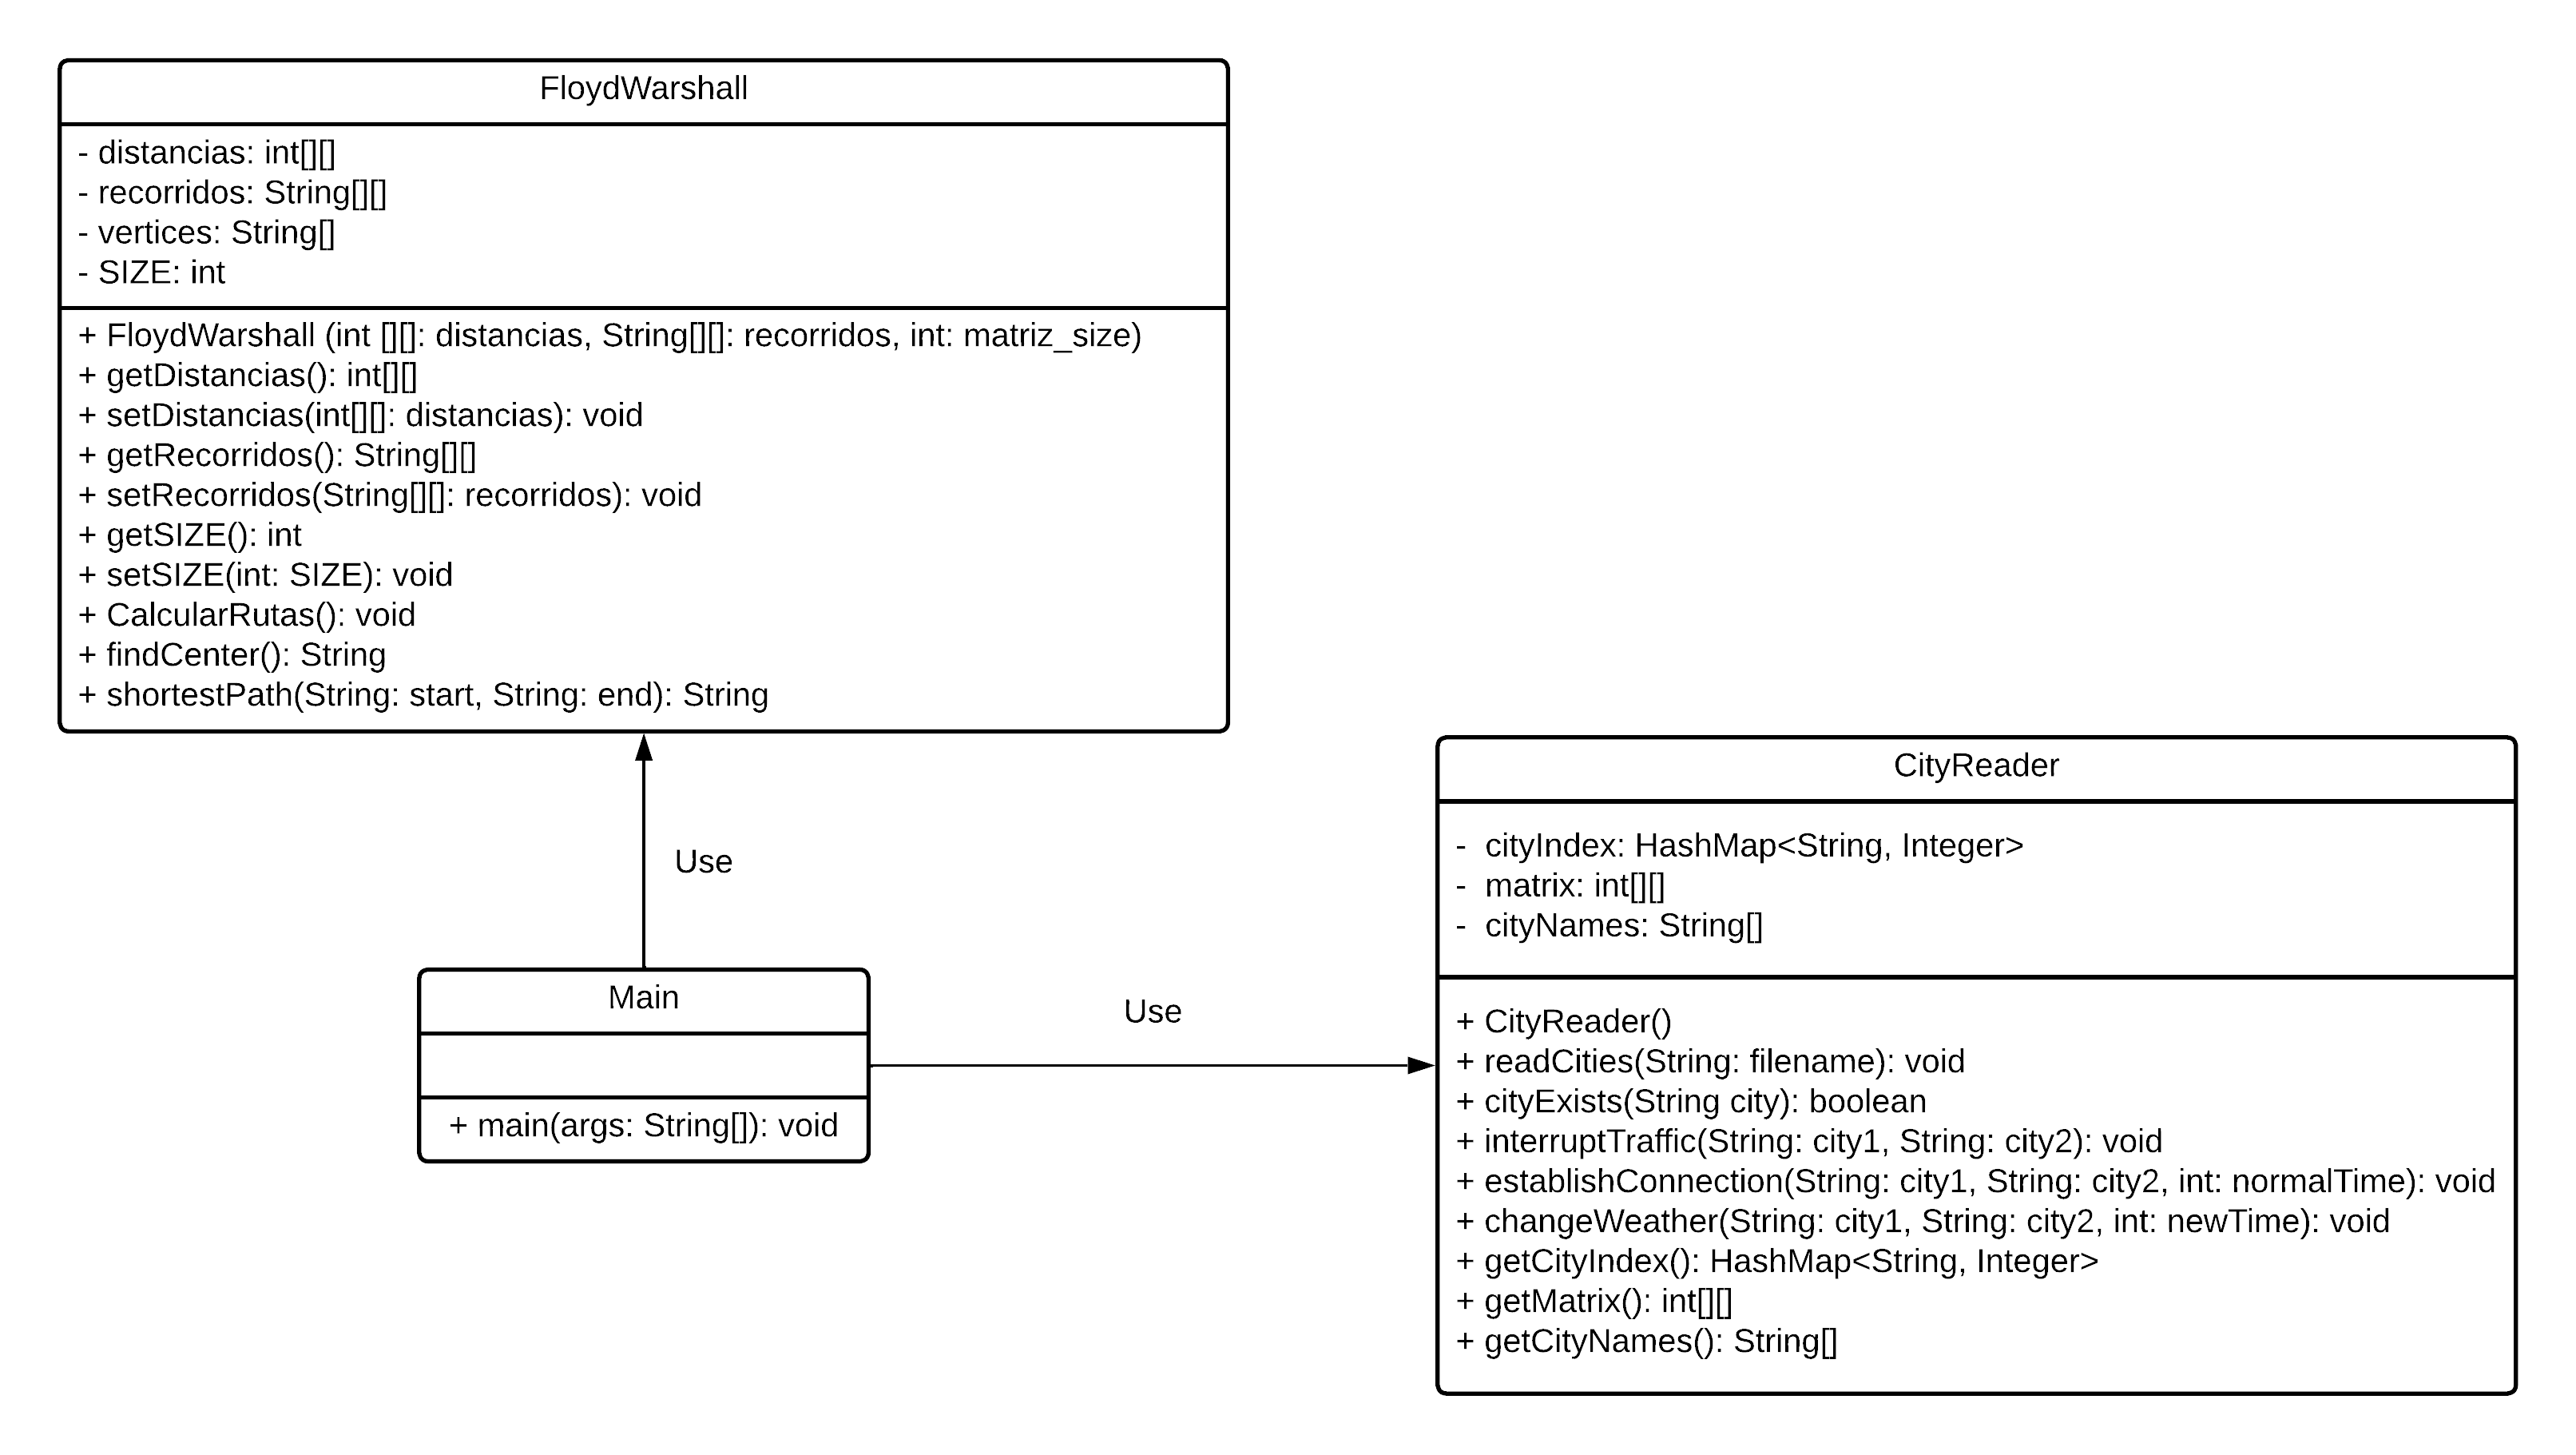 FloydWarshall
- distancias: int[][]
- recorridos: String[][]
- vertices: String[]
- SIZE: int
+ FloydWarshall (int [][]: distancias, String[][]: recorridos, int: matriz_size)
+ getDistancias(): int[][]
+ setDistancias(int[][]: distancias): void
+ getRecorridos(): String[][]
+ setRecorridos(String[][]: recorridos): void
+ getSIZE(): int
+ setSIZE(int: SIZE): void
+ CalcularRutas(): void
+ findCenter(): String
+ shortestPath(String: start, String: end): String
Use
Main
+ main(args: String[]): void
Use
CityReader
- cityIndex: HashMap<String, Integer>
- matrix: int[][]
- cityNames: String[]
+ CityReader()
+ readCities(String: filename): void
+ cityExists(String city): boolean
+ interruptTraffic(String: city1, String: city2): void
+ establishConnection(String: city1, String: city2, int: normalTime): void
+ changeWeather(String: city1, String: city2, int: newTime): void
+ getCityIndex(): HashMap<String, Integer>
+ getMatrix(): int[][]
+ getCityNames(): String[]